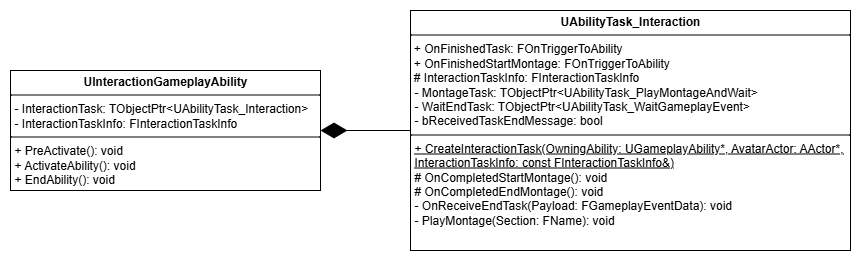 UInteractionGameplayAbility
- InteractionTask: TObjectPtr<UAbilityTask_Interaction>
- InteractionTaskInfo: FInteractionTaskInfo
+ PreActivate(): void
+ ActivateAbility(): void
+ EndAbility(): void
UAbilityTask_Interaction
+ OnFinishedTask: FOnTriggerToAbility
+ OnFinishedStartMontage: FOnTriggerToAbility
# InteractionTaskInfo: FInteractionTaskInfo
- MontageTask: TObjectPtr<UAbilityTask_PlayMontageAndWait>
- WaitEndTask: TObjectPtr<UAbilityTask_WaitGameplayEvent>
- bReceivedTaskEndMessage: bool
+ CreateInteractionTask(OwningAbility: UGameplayAbility*, AvatarActor: AActor*,
InteractionTaskInfo: const FInteractionTaskInfo&)
# OnCompletedStartMontage(): void
# OnCompletedEndMontage(): void
- OnReceiveEndTask(Payload: FGameplayEventData): void
- PlayMontage(Section: FName): void